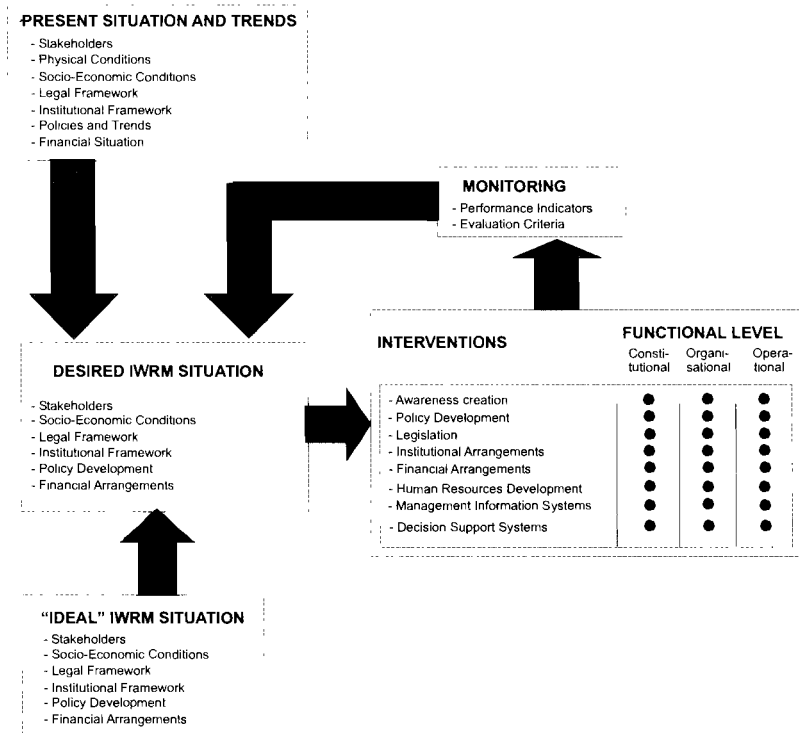 PRESENT SITUATION AND TRENDS
- Stakeholders
- Physical Conditions
- Socio-Economic Conditions
- Legal Framework
- Institutional Framework
- Policies and Trends
- Financial Situation
MONITORING
- Performance Indicators
- Evaluation Criteria
DESIRED IWRM SITUATION
- Stakeholders
- Socio-Economic Conditions
- Legal Framework
- Institutional Framework
- Policy Development
- Financial Arrangements
INTERVENTIONS
FUNCTIONAL LEVEL
Consti-
tutional
Organi-
sational
Opera-
tional
- Awareness creation
- Policy Development
- Legislation
- Institutional Arrangements
- Financial Arrangements
- Human Resources Development
- Management Information Systems
- Decision Support Systems
“IDEAL” IWRM SITUATION
- Stakeholders
- Socio-Economic Conditions
- Legal Framework
- Institutional Framework
- Policy Development
- Financial Arrangements